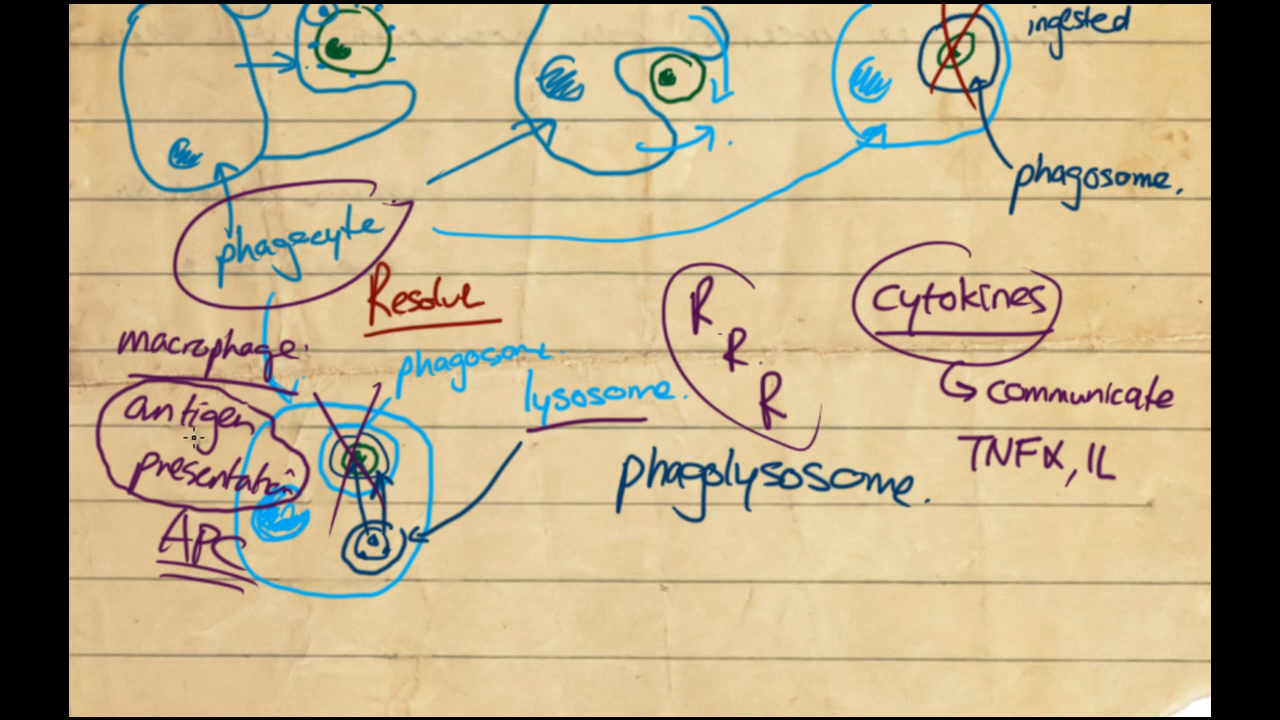 ingested
phagosome.
phagocyte
Resolve
cytokines
R
R
R
macrophage.
phagosome.
lysosome.
communicate
antigen
presentation
TNFα, IL
phagolysosome.
APC